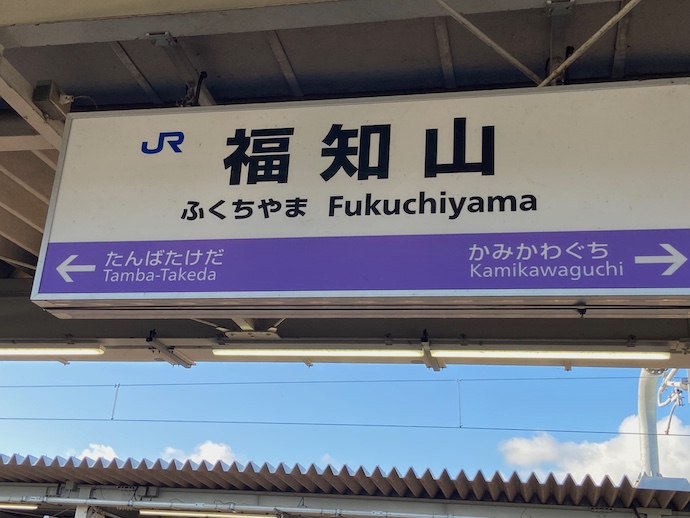 JR
福知山
ふくちやま Fukuchiyama
← たんばたけだ
Tamba-Takeda
かみかわぐち →
Kamikawaguchi